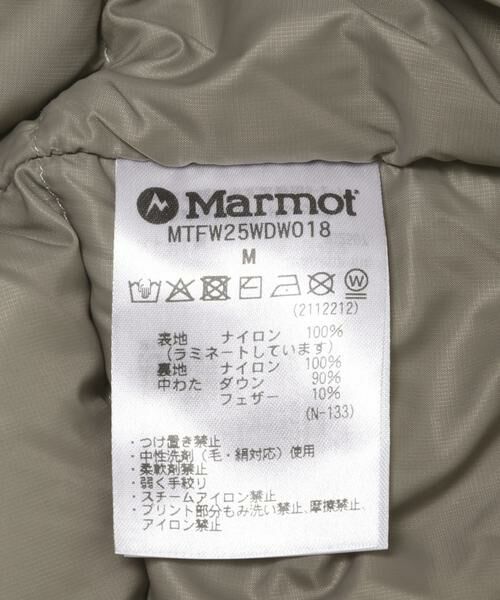 Marmot
MTFW25WDW018
M
(2112212)
表地 ナイロン 100%
(ラミネートしています)
裏地 ナイロン 100%
中わた ダウン 90%
フェザー 10%
(N-133)
・つけ置き禁止
・中性洗剤(毛・絹対応)使用
・柔軟剤禁止
・弱く手絞り
・スチームアイロン禁止
・プリント部分もみ洗い禁止、摩擦禁止、
アイロン禁止